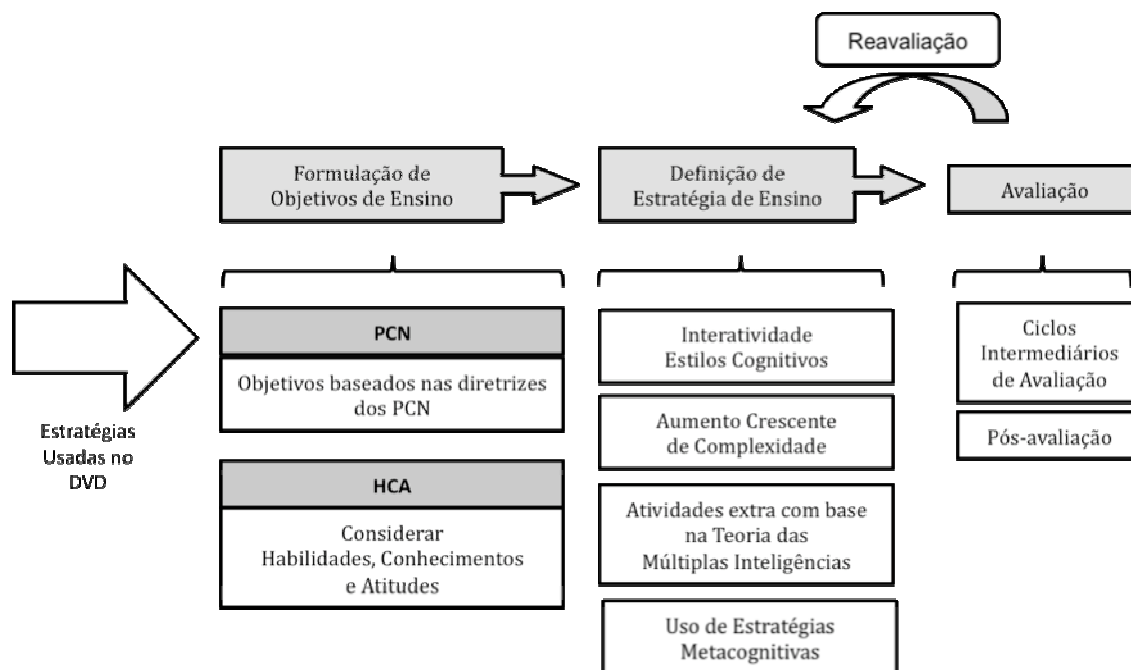 Reavaliação
Formulação de
Objetivos de Ensino
Definição de
Estratégia de Ensino
Avaliação
Estratégias
Usadas no
DVD
PCN
Objetivos baseados nas diretrizes
dos PCN
HCA
Considerar
Habilidades, Conhecimentos
e Atitudes
Interatividade
Estilos Cognitivos
Aumento Crescente
de Complexidade
Atividades extra com base
na Teoria das
Múltiplas Inteligências
Uso de Estratégias
Metacognitivas
Ciclos
Intermediários
de Avaliação
Pós-avaliação